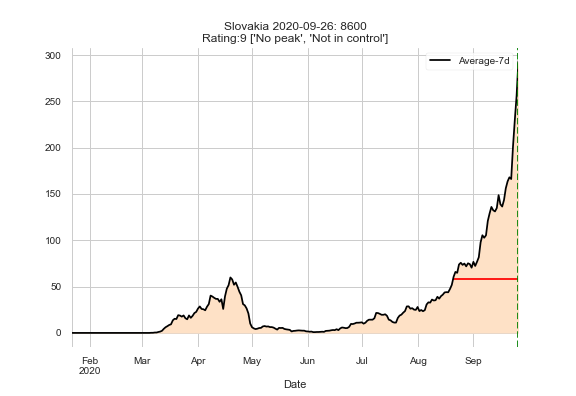 Slovakia 2020-09-26: 8600
Rating:9 ['No peak', 'Not in control']
Average-7d
300
250
200
150
100
50
0
Feb Mar Apr May Jun Jul Aug Sep
2020
Date